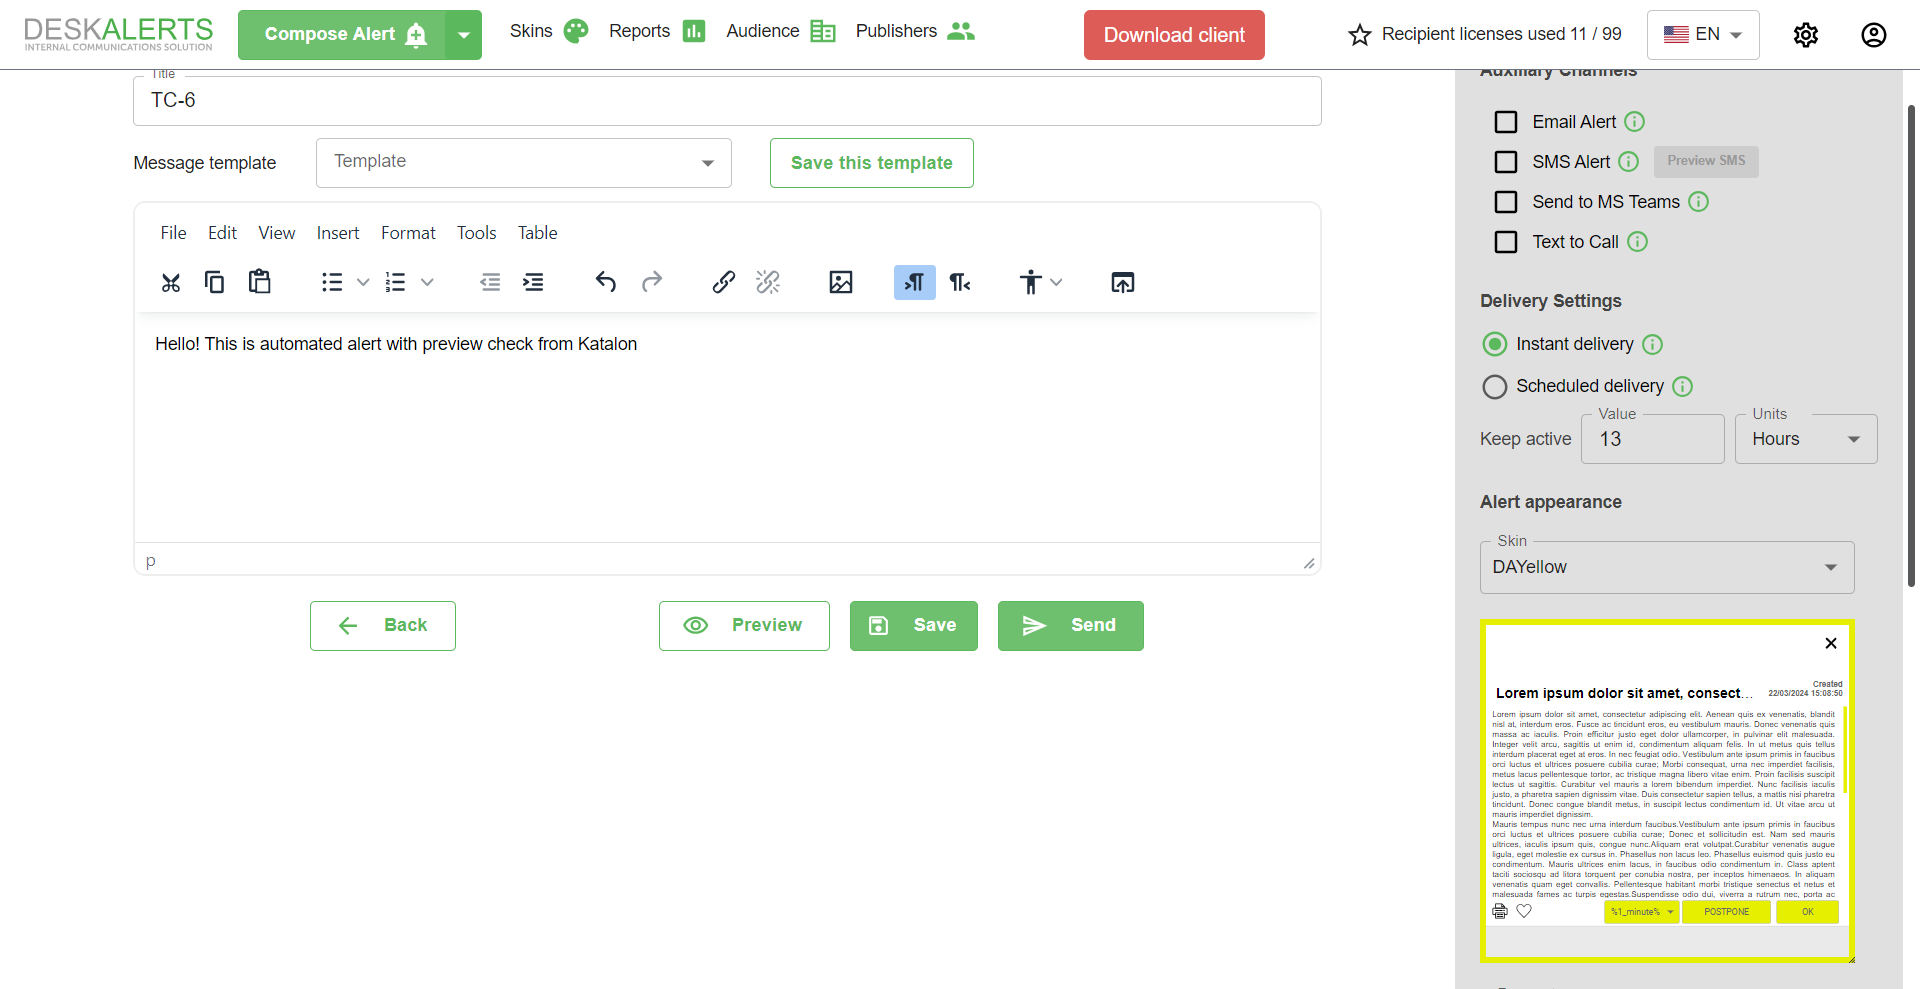 DESKALERTS
INTERNAL COMMUNICATIONS SOLUTION
Compose Alert
Skins
Reports
Audience
Publishers
Download client
Recipient licenses used 11 / 99
EN
Title
TC-6
Message template
Template
Save this template
File Edit View Insert Format Tools Table
Hello! This is automated alert with preview check from Katalon
p
Back
Preview
Save
Send
Auxiliary Channels
Email Alert
SMS Alert
Preview SMS
Send to MS Teams
Text to Call
Delivery Settings
Instant delivery
Scheduled delivery
Keep active
Value
13
Units
Hours
Alert appearance
Skin
DAYellow
Created
Lorem ipsum dolor sit amet, consect...
22/03/2024 15:08:50
Lorem ipsum dolor sit amet, consectetur adipiscing elit. Aenean quis ex venenatis, blandit
nisl at, interdum eros. Fusce ac tincidunt eros, eu vestibulum mauris. Donec venenatis quis
massa ac iaculis. Proin efficitur justo eget dolor ullamcorper, in pulvinar elit malesuada.
Integer velit arcu, sagittis ut enim id, condimentum aliquam felis. In ut metus quis tellus
interdum placerat eget at eros. In nec feugiat odio. Vestibulum ante ipsum primis in faucibus
orci luctus et ultrices posuere cubilia curae; Morbi consequat, urna nec imperdiet facilisis,
metus lacus pellentesque tortor, ac tristique magna libero vitae enim. Proin facilisis suscipit
lectus ut sagittis. Curabitur vel mauris a lorem bibendum imperdiet. Nunc facilisis iaculis
justo, a pharetra sapien dignissim vitae. Duis consectetur sapien tellus, a mattis nisi pharetra
tincidunt. Donec congue blandit metus, in suscipit lectus condimentum id. Ut vitae arcu ut
mauris imperdiet dignissim.
Mauris tempus nunc nec urna interdum faucibus.Vestibulum ante ipsum primis in faucibus
orci luctus et ultrices posuere cubilia curae; Donec et sollicitudin est. Nam sed mauris
ultrices, iaculis ipsum quis, congue nunc.Aliquam erat volutpat.Curabitur venenatis augue
ligula, eget molestie ex cursus in. Phasellus non lacus leo. Phasellus euismod quis justo eu
condimentum. Mauris ultrices enim lacus, in faucibus odio condimentum in. Class aptent
taciti sociosqu ad litora torquent per conubia nostra, per inceptos himenaeos. In aliquam
venenatis quam eget convallis. Pellentesque habitant morbi tristique senectus et netus et
malesuada fames ac turpis egestas.Suspendisse odio dui, viverra a rutrum nec, porta ac
%1_minute%
POSTPONE
OK